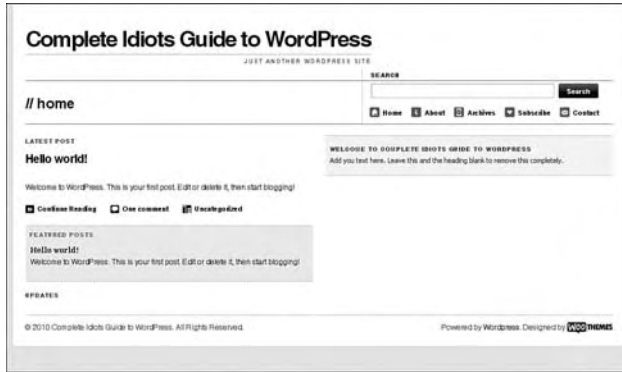 Complete Idiots Guide to WordPress
JUST ANOTHER WORDPRESS SITE
SEARCH
Search
// home
Home About Archives Subscribe Contact
LATEST POST
Hello world!
Welcome to WordPress. This is your first post. Edit or delete it, then start blogging!
Continue Reading One comment Uncategorized
WELCOME TO COMPLETE IDIOTS GUIDE TO WORDPRESS
Add you text here. Leave this and the heading blank to remove this completely.
FEATURED POSTS
Hello world!
Welcome to WordPress. This is your first post. Edit or delete it, then start blogging!
UPDATES
© 2010 Complete Idiots Guide to WordPress. All Rights Reserved.
Powered by Wordpress. Designed by WOOTHEMES